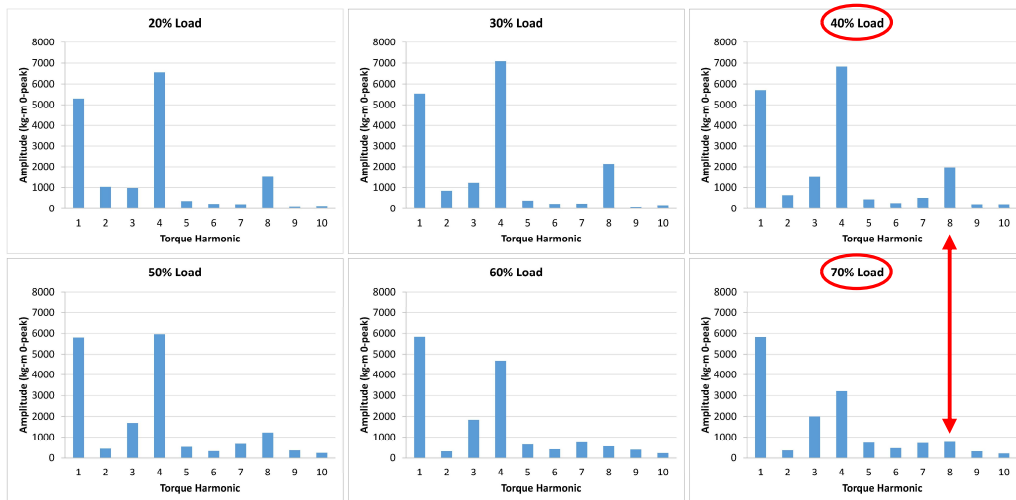 20% Load
8000
7000
6000
5000
4000
3000
2000
1000
0
Amplitude (kg-m 0-peak)
1 2 3 4 5 6 7 8 9 10
Torque Harmonic
30% Load
8000
7000
6000
5000
4000
3000
2000
1000
0
Amplitude (kg-m 0-peak)
1 2 3 4 5 6 7 8 9 10
Torque Harmonic
40% Load
8000
7000
6000
5000
4000
3000
2000
1000
0
Amplitude (kg-m 0-peak)
1 2 3 4 5 6 7 8 9 10
Torque Harmonic
50% Load
8000
7000
6000
5000
4000
3000
2000
1000
0
Amplitude (kg-m 0-peak)
1 2 3 4 5 6 7 8 9 10
Torque Harmonic
60% Load
8000
7000
6000
5000
4000
3000
2000
1000
0
Amplitude (kg-m 0-peak)
1 2 3 4 5 6 7 8 9 10
Torque Harmonic
70% Load
8000
7000
6000
5000
4000
3000
2000
1000
0
Amplitude (kg-m 0-peak)
1 2 3 4 5 6 7 8 9 10
Torque Harmonic